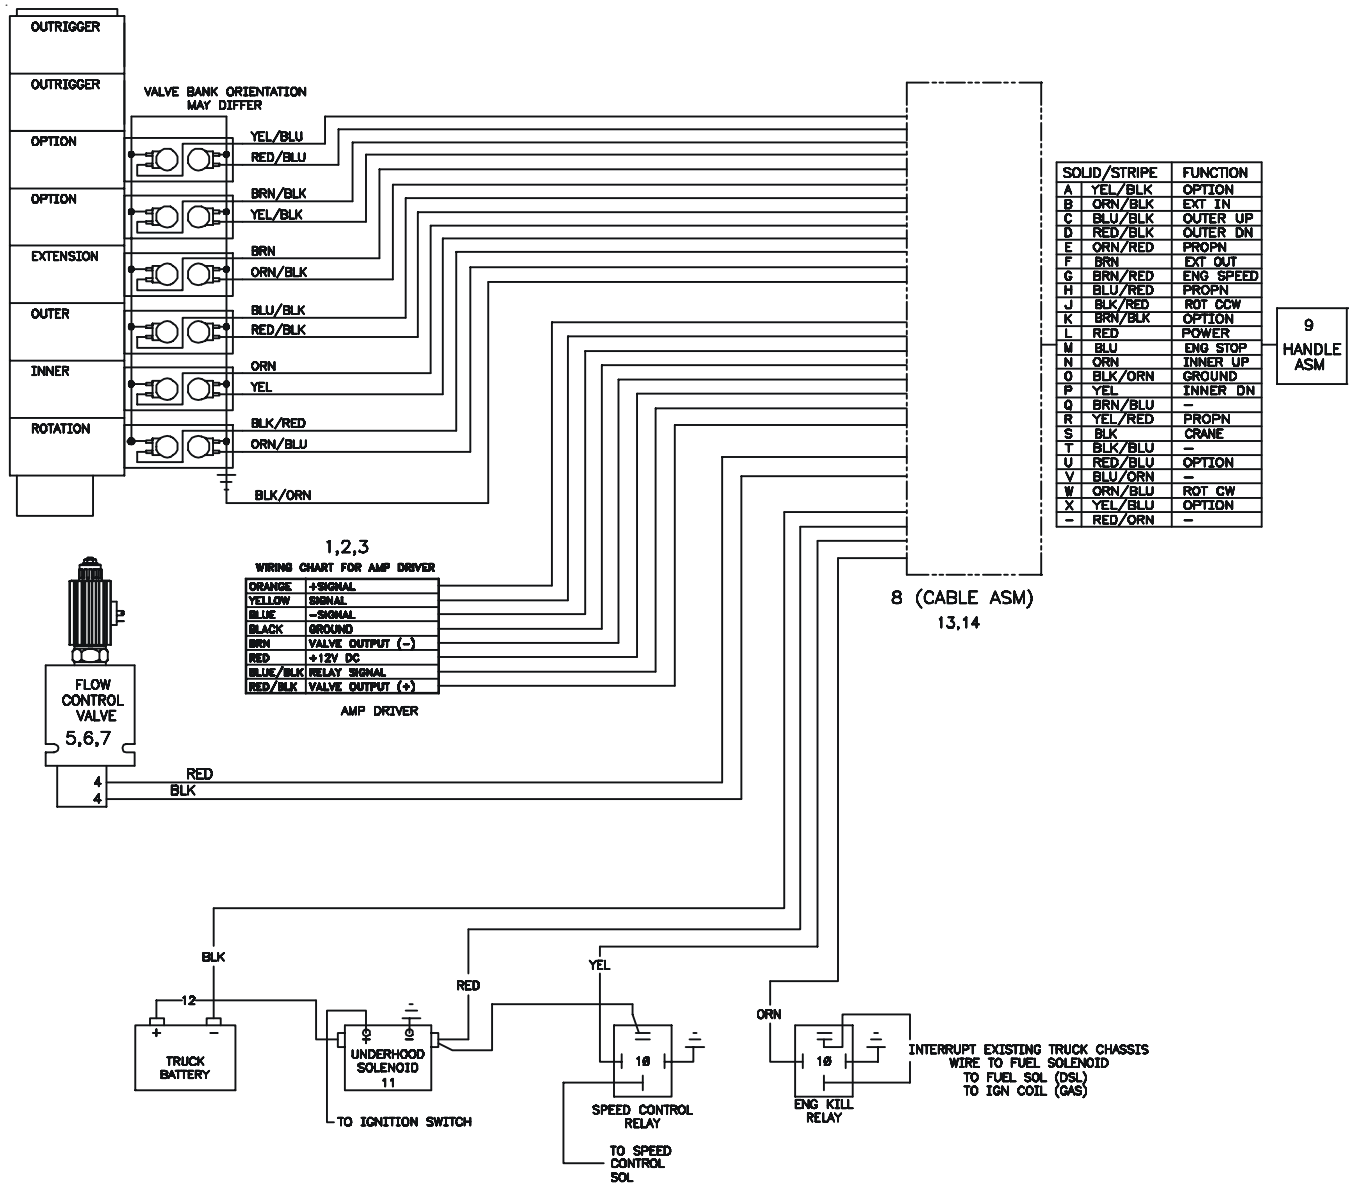 OUTRIGGER
OUTRIGGER
OPTION
OPTION
EXTENSION
OUTER
INNER
ROTATION
VALVE BANK ORIENTATION
MAY DIFFER
YEL/BLU
RED/BLU
BRN/BLK
YEL/BLK
BRN
ORN/BLK
BLU/BLK
RED/BLK
ORN
YEL
BLK/RED
ORN/BLU
BLK/ORN
1,2,3
WIRING CHART FOR AMP DRIVER
ORANGE +SIGNAL
YELLOW SIGNAL
BLUE -SIGNAL
BLACK GROUND
BRN VALVE OUTPUT (-)
RED +12V DC
BLUE/BLK RELAY SIGNAL
RED/BLK VALVE OUTPUT (+)
AMP DRIVER
FLOW
CONTROL
VALVE
5,6,7
4
4
RED
BLK
8 (CABLE ASM)
13,14
SOLID/STRIPE FUNCTION
A YEL/BLK OPTION
B ORN/BLK EXT IN
C BLU/BLK OUTER UP
D RED/BLK OUTER DN
E ORN/RED PROPN
F BRN EXT OUT
G BRN/RED ENG SPEED
H BLU/RED PROPN
J BLK/RED ROT CCW
K BRN/BLK OPTION
L RED POWER
M BLU ENG STOP
N ORN INNER UP
O BLK/ORN GROUND
P YEL INNER DN
Q BRN/BLU -
R YEL/RED PROPN
S BLK CRANE
T BLK/BLU -
U RED/BLU OPTION
V BLU/ORN -
W ORN/BLU ROT CW
X YEL/BLU OPTION
- RED/ORN -
9
HANDLE
ASM
BLK
12
+ -
TRUCK
BATTERY
RED
+ -
UNDERHOOD
SOLENOID
11
TO IGNITION SWITCH
YEL
10
SPEED CONTROL
RELAY
TO SPEED
CONTROL
SOL
ORN
10
ENG KILL
RELAY
INTERRUPT EXISTING TRUCK CHASSIS
WIRE TO FUEL SOLENOID
TO FUEL SOL (DSL)
TO IGN COIL (GAS)